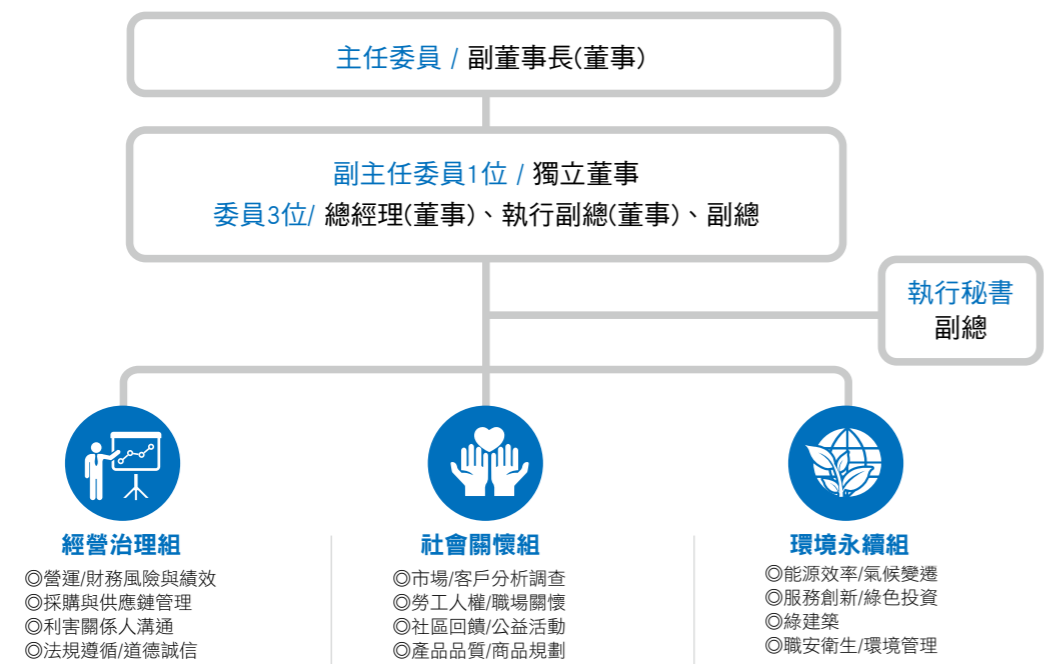 主任委員 / 副董事長(董事)
副主任委員1位 / 獨立董事
委員3位/ 總經理(董事)、執行副總(董事)、副總
執行秘書
副總
經營治理組
◎營運/財務風險與績效
◎採購與供應鏈管理
◎利害關係人溝通
◎法規遵循/道德誠信
社會關懷組
◎市場/客戶分析調查
◎勞工人權/職場關懷
◎社區回饋/公益活動
◎產品品質/商品規劃
環境永續組
◎能源效率/氣候變遷
◎服務創新/綠色投資
◎綠建築
◎職安衛生/環境管理